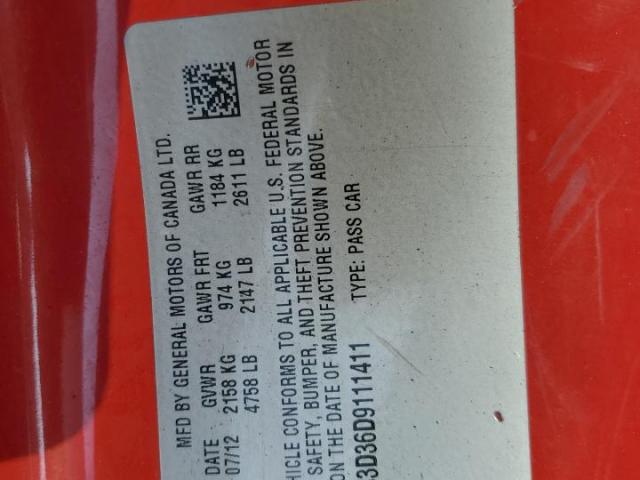 MFD BY GENERAL MOTORS OF CANADA LTD.
DATE GVWR GAWR FRT GAWR RR
07/12 2158 KG 974 KG 1184 KG
4758 LB 2147 LB 2611 LB
HICLE CONFORMS TO ALL APPLICABLE U.S. FEDERAL MOTOR
SAFETY, BUMPER, AND THEFT PREVENTION STANDARDS IN
ON THE DATE OF MANUFACTURE SHOWN ABOVE.
3D36D9111411 TYPE: PASS CAR